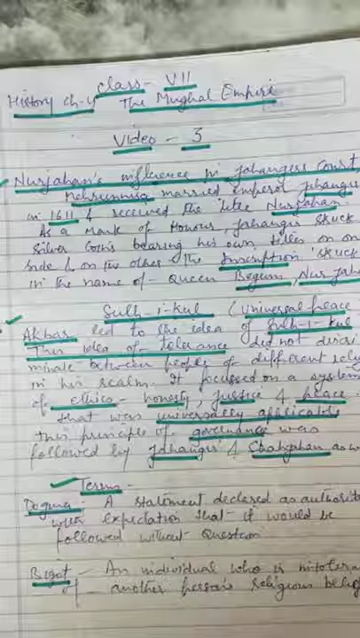 Class - VII
History Ch-4 The Mughal Empire
Video - 3
Nurjahan's influence in Jahangir's Court
Mehrunnisa married emperor
in 1611 & received the title Nurjahan.
As a mark of Honour, Jahangir struck
Silver Coins bearing his own titles on on
side & on the other the Inscription 'struck
in the name of - Queen Begum, Nur Jaha
Sulh-i-kul (Universal Peace
Akbar led to the idea of Sulh-i-kul
This idea of tolerance did not discri
minate between people of different reli
in his realm. It focussed on a system
of ethics - honesty, justice & peace -
that was universally applicable
this principle of governance was
followed by Jahangir & Shahjahan as w
Terms -
Dogma - A statement declared as authorita
with expectation that it would be
followed without Question
Bigot - An individual who is intolera
of another person's religious belief